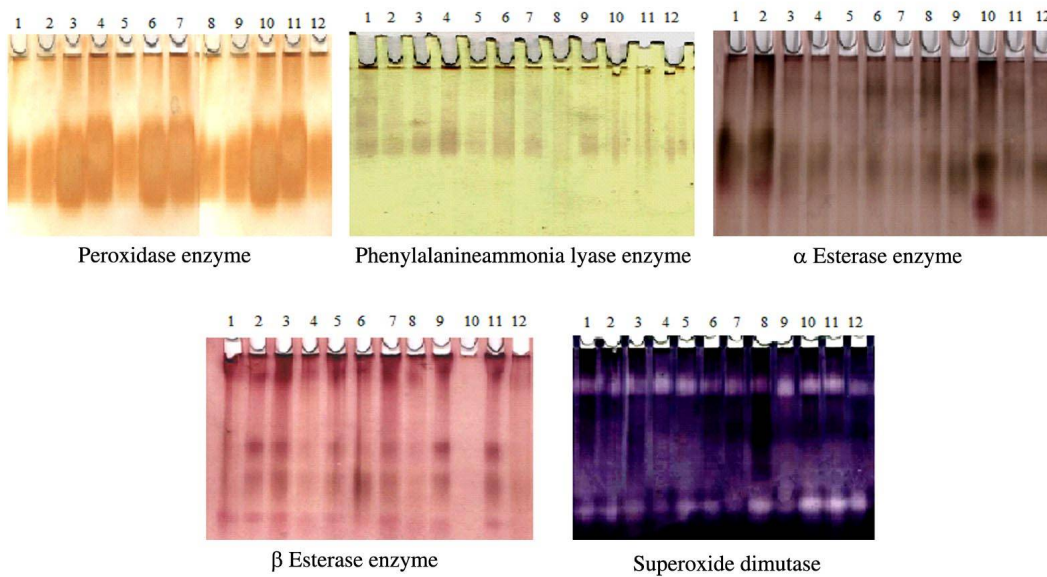 1 2 3 4 5 6 7 8 9 10 11 12
Peroxidase enzyme
1 2 3 4 5 6 7 8 9 10 11 12
Phenylalanineammonia lyase enzyme
1 2 3 4 5 6 7 8 9 10 11 12
α Esterase enzyme
1 2 3 4 5 6 7 8 9 10 11 12
β Esterase enzyme
1 2 3 4 5 6 7 8 9 10 11 12
Superoxide dimutase